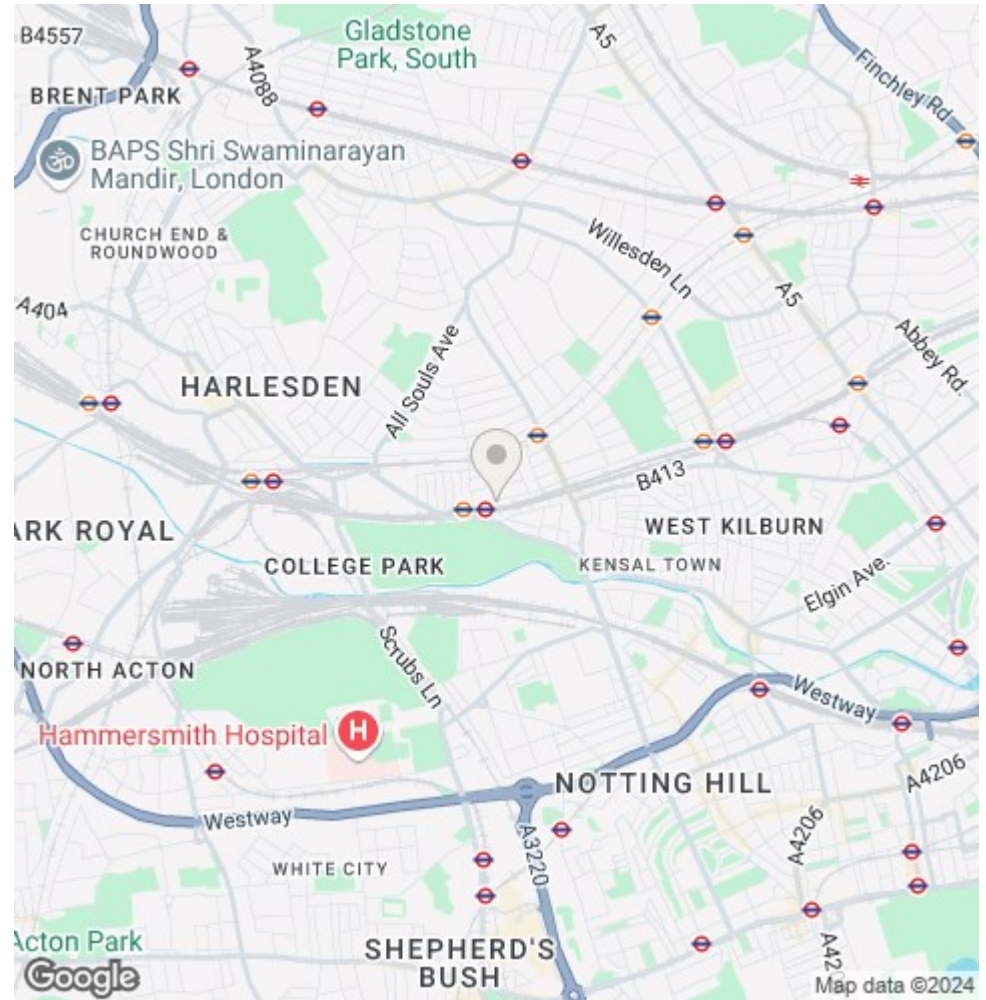 B4557
Gladstone
Park, South
A5
A4088
Finchley Rd
BRENT PARK
BAPS Shri Swaminarayan
Mandir, London
CHURCH END &
ROUNDWOOD
Willesden Ln
A40A
A5
Abbey Rd.
All Souls Ave
HARLESDEN
B413
ARK ROYAL
WEST KILBURN
COLLEGE PARK
KENSAL TOWN
Elgin Ave.
Scrubs Ln
NORTH ACTON
Westway
Hammersmith Hospital
H
NOTTING HILL
A4206
Westway
A3220
A4206
WHITE CITY
Acton Park
SHEPHERD'S
BUSH
A420
Google
Map data ©2024